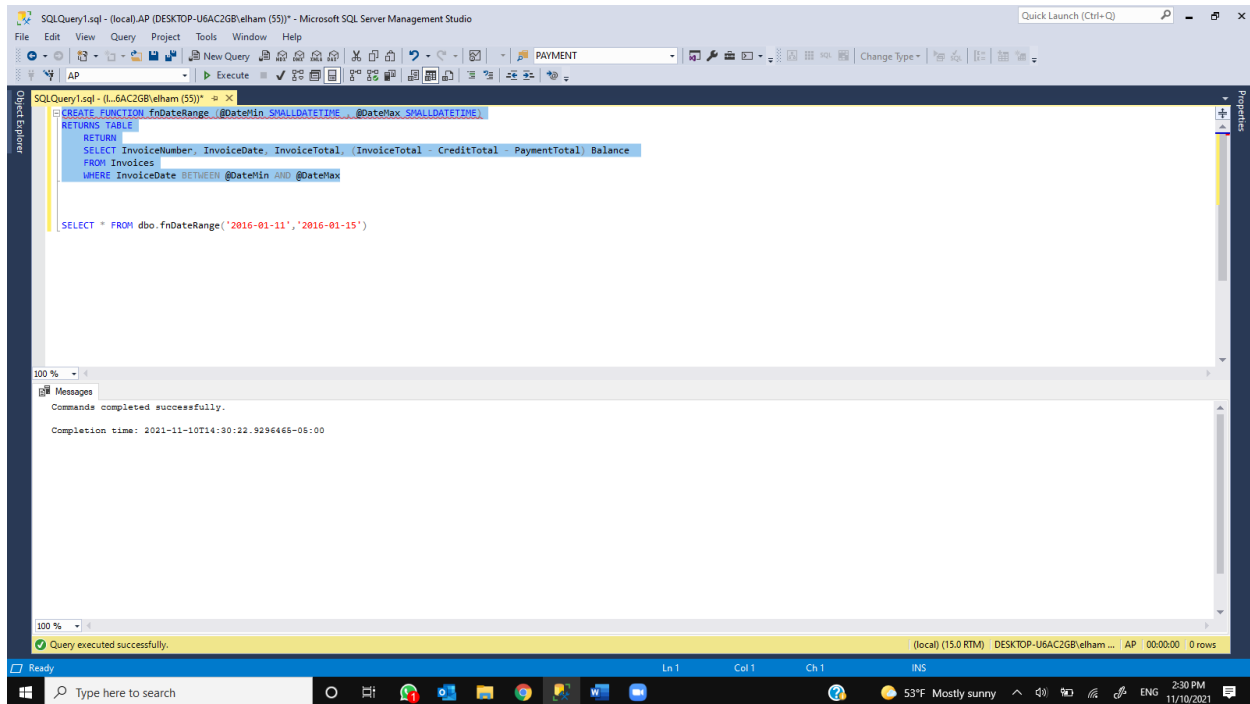 SQLQuery1.sql - (local).AP (DESKTOP-U6AC2GB\elham (55))* - Microsoft SQL Server Management Studio
Quick Launch (Ctrl+Q)
File Edit View Query Project Tools Window Help
New Query
PAYMENT
Change Type
AP
Execute
Object Explorer
SQLQuery1.sql - (l...6AC2GB\elham (55))*
Properties
CREATE FUNCTION fnDateRange (@DateMin SMALLDATETIME , @DateMax SMALLDATETIME)
RETURNS TABLE
RETURN
SELECT InvoiceNumber, InvoiceDate, InvoiceTotal, (InvoiceTotal - CreditTotal - PaymentTotal) Balance
FROM Invoices
WHERE InvoiceDate BETWEEN @DateMin AND @DateMax
SELECT * FROM dbo.fnDateRange('2016-01-11','2016-01-15')
100 %
Messages
Commands completed successfully.
Completion time: 2021-11-10T14:30:22.9296465-05:00
100 %
Query executed successfully.
(local) (15.0 RTM) DESKTOP-U6AC2GB\elham ... AP 00:00:00 0 rows
Ready
Ln 1 Col 1 Ch 1 INS
Type here to search
53°F Mostly sunny
ENG
2:30 PM
11/10/2021